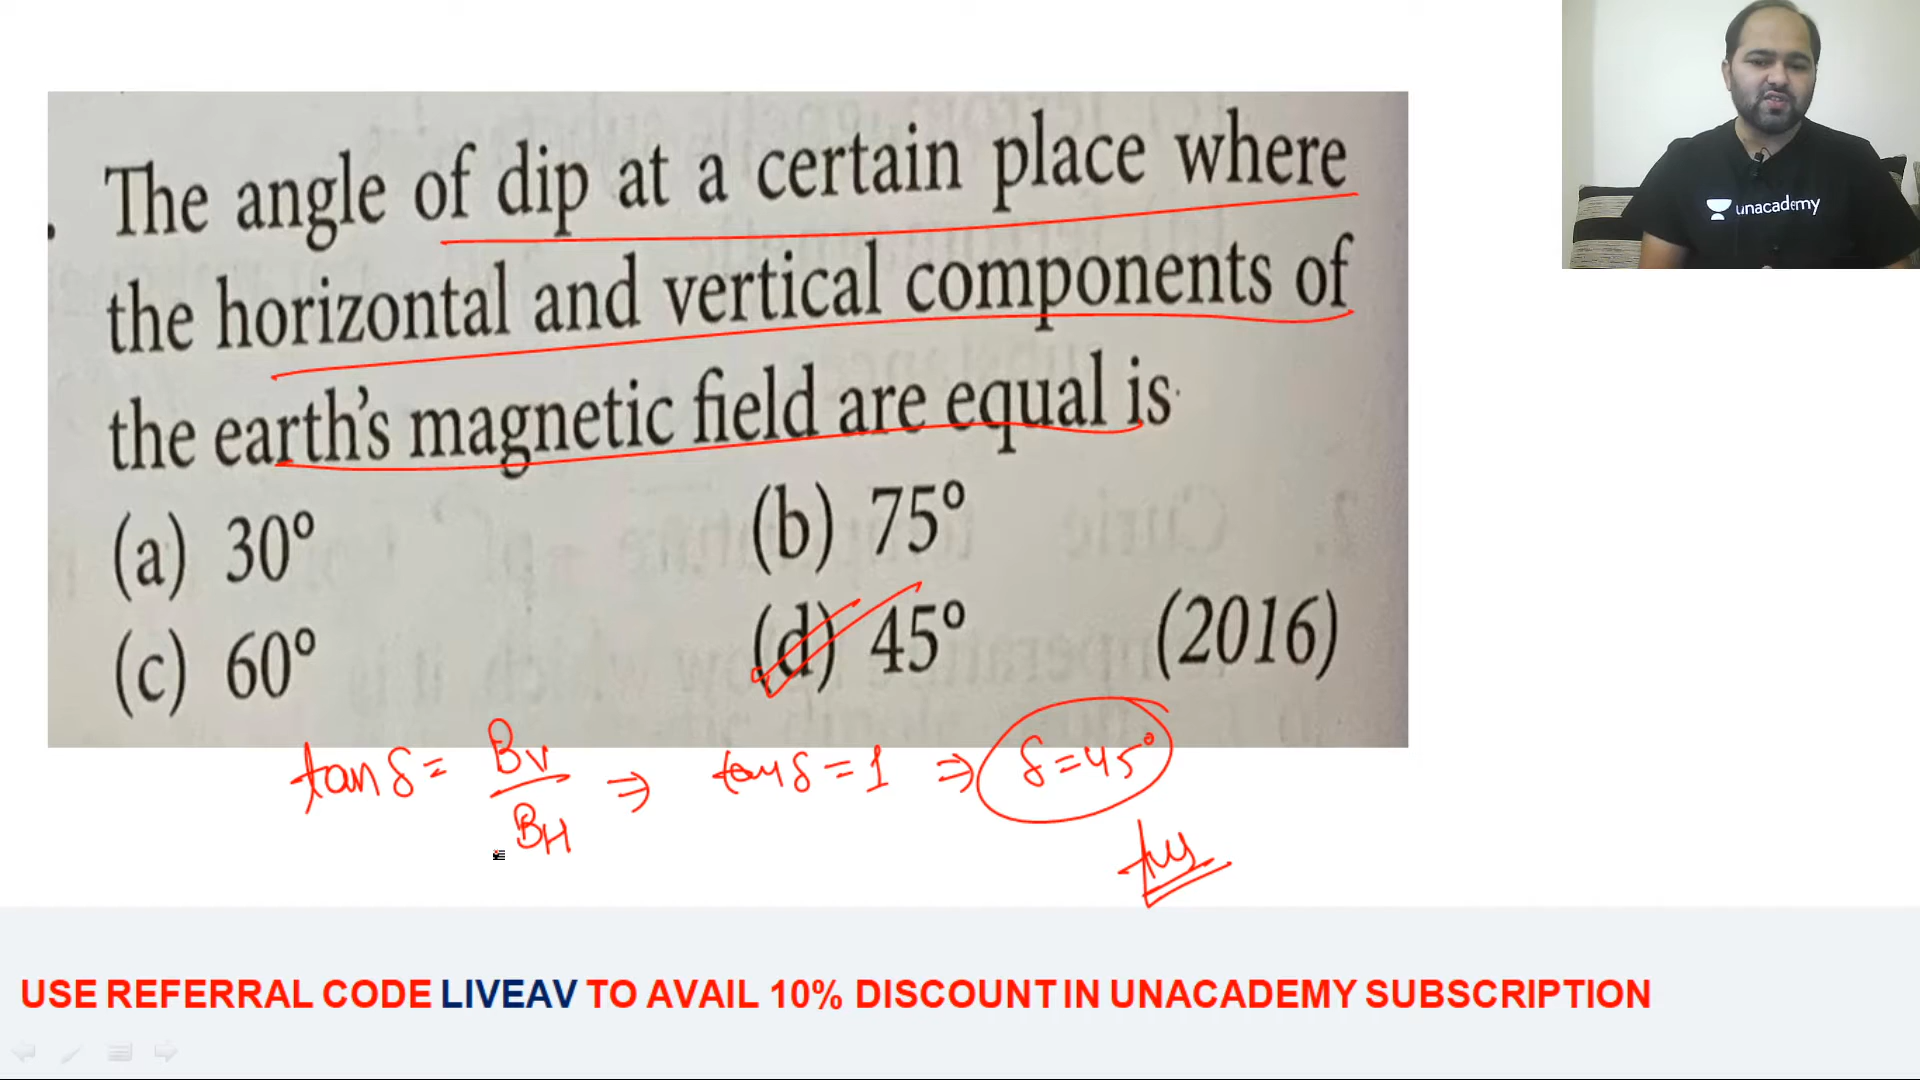 The angle of dip at a certain place where
the horizontal and vertical components of
the earth's magnetic field are equal is
(a) 30° (b) 75°
(c) 60° (d) 45° (2016)
tan δ = Bv/BH ⇒ tan δ = 1 ⇒ δ = 45°
Ans
unacademy
USE REFERRAL CODE LIVEAV TO AVAIL 10% DISCOUNT IN UNACADEMY SUBSCRIPTION